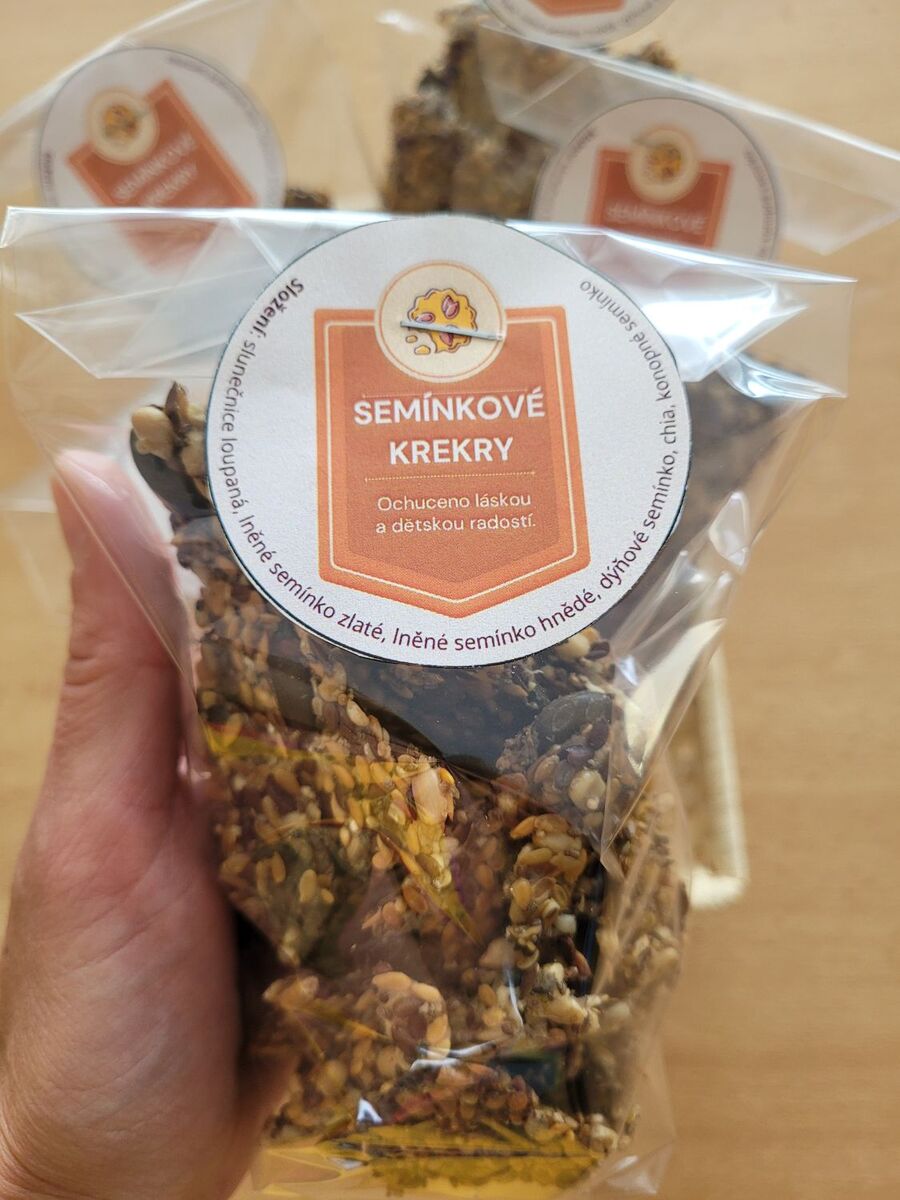 SEMÍNKOVÉ
KREKRY
Ochuceno láskou
a dětskou radostí.
Složení: slunečnice loupaná, lněné semínko zlaté, lněné semínko hnědé, dýňové semínko, chia, konopné semínko
SEMÍNKOVÉ
KREKRY
SEMÍNKOVÉ